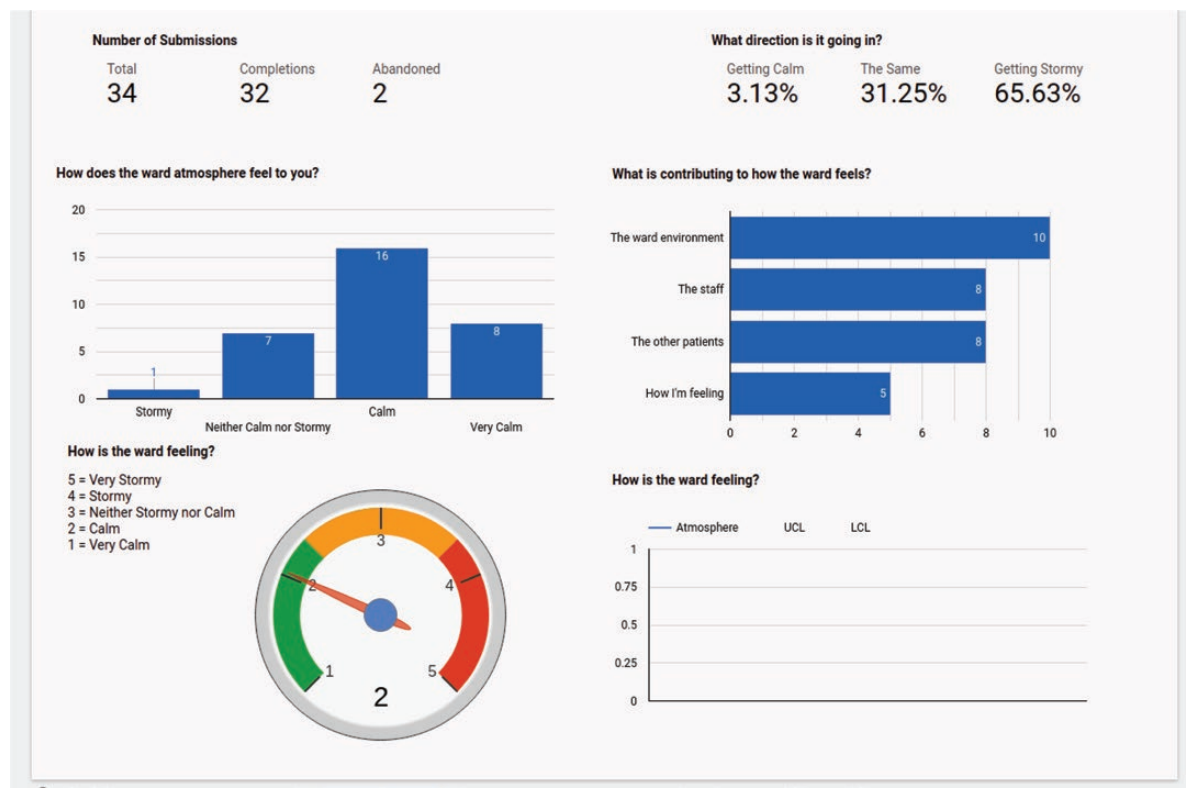 Number of Submissions
Total Completions Abandoned
34 32 2
What direction is it going in?
Getting Calm The Same Getting Stormy
3.13% 31.25% 65.63%
How does the ward atmosphere feel to you?
20
15
10
5
0
1
7
16
8
Stormy
Neither Calm nor Stormy
Calm
Very Calm
What is contributing to how the ward feels?
The ward environment 10
The staff 8
The other patients 8
How I'm feeling 5
0 2 4 6 8 10
How is the ward feeling?
5 = Very Stormy
4 = Stormy
3 = Neither Stormy nor Calm
2 = Calm
1 = Very Calm
1
2
3
4
5
2
How is the ward feeling?
Atmosphere UCL LCL
1
0.75
0.5
0.25
0